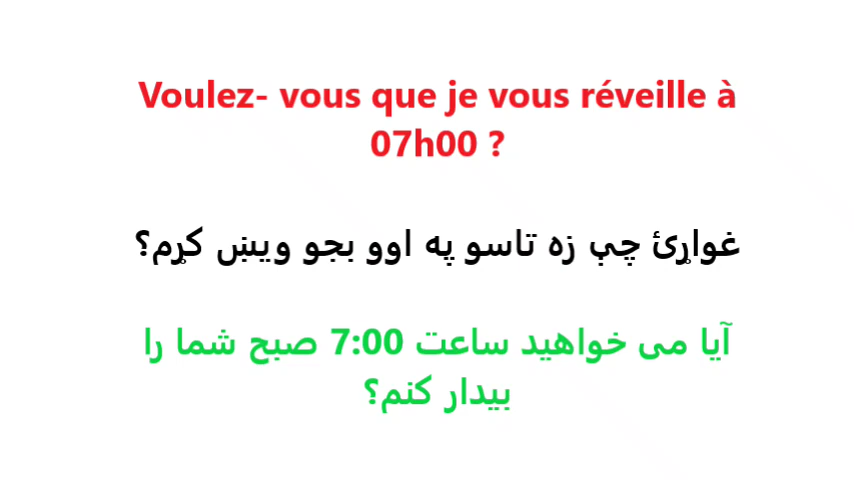 Voulez- vous que je vous réveille à
07h00 ?
غواړئ چې زه تاسو په اوو بجو ویښ کړم؟
آیا می خواهید ساعت 7:00 صبح شما را
بیدار کنم؟